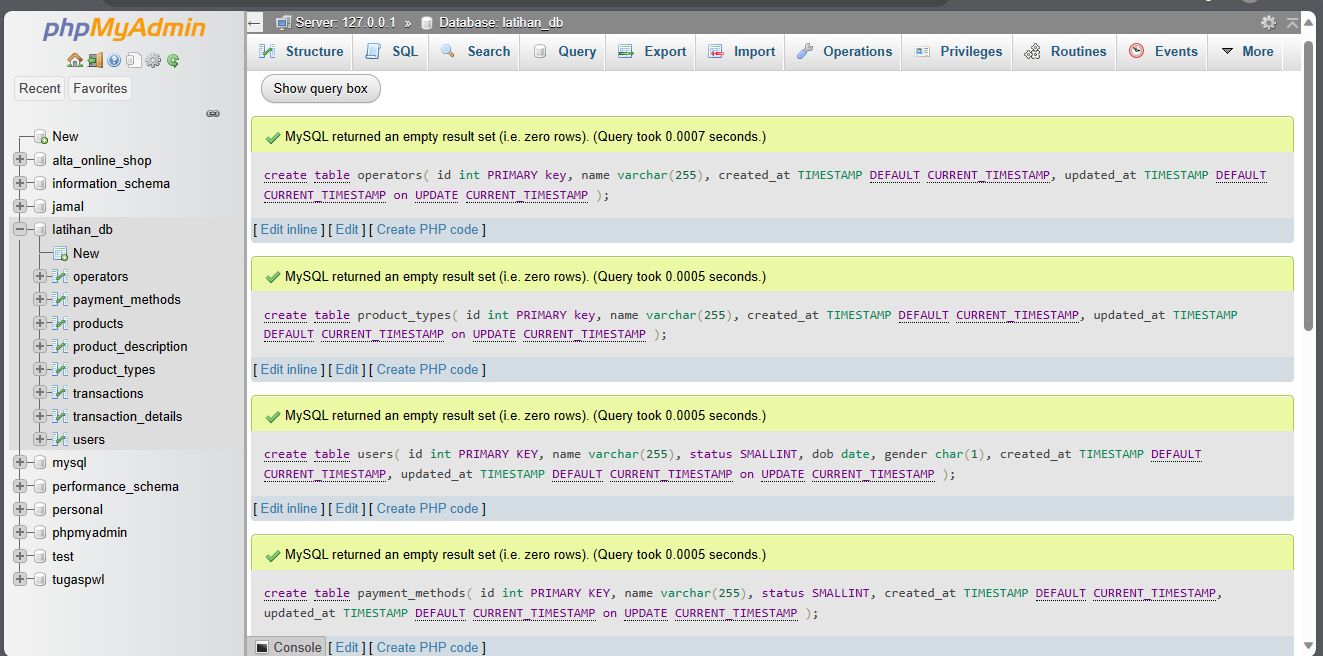 phpMyAdmin
Recent Favorites
New
alta_online_shop
information_schema
jamal
latihan_db
New
operators
payment_methods
products
product_description
product_types
transactions
transaction_details
users
mysql
performance_schema
personal
phpmyadmin
test
tugaspwl
Server: 127.0.0.1 » Database: latihan_db
Structure SQL Search Query Export Import Operations Privileges Routines Events More
Show query box
MySQL returned an empty result set (i.e. zero rows). (Query took 0.0007 seconds.)
create table operators( id int PRIMARY key, name varchar(255), created_at TIMESTAMP DEFAULT CURRENT_TIMESTAMP, updated_at TIMESTAMP DEFAULT
CURRENT_TIMESTAMP on UPDATE CURRENT_TIMESTAMP );
[ Edit inline ] [ Edit ] [ Create PHP code ]
MySQL returned an empty result set (i.e. zero rows). (Query took 0.0005 seconds.)
create table product_types( id int PRIMARY key, name varchar(255), created_at TIMESTAMP DEFAULT CURRENT_TIMESTAMP, updated_at TIMESTAMP
DEFAULT CURRENT_TIMESTAMP on UPDATE CURRENT_TIMESTAMP );
[ Edit inline ] [ Edit ] [ Create PHP code ]
MySQL returned an empty result set (i.e. zero rows). (Query took 0.0005 seconds.)
create table users( id int PRIMARY KEY, name varchar(255), status SMALLINT, dob date, gender char(1), created_at TIMESTAMP DEFAULT
CURRENT_TIMESTAMP, updated_at TIMESTAMP DEFAULT CURRENT_TIMESTAMP on UPDATE CURRENT_TIMESTAMP );
[ Edit inline ] [ Edit ] [ Create PHP code ]
MySQL returned an empty result set (i.e. zero rows). (Query took 0.0005 seconds.)
create table payment_methods( id int PRIMARY KEY, name varchar(255), status SMALLINT, created_at TIMESTAMP DEFAULT CURRENT_TIMESTAMP,
updated_at TIMESTAMP DEFAULT CURRENT_TIMESTAMP on UPDATE CURRENT_TIMESTAMP );
Console [ Edit ] [ Create PHP code ]